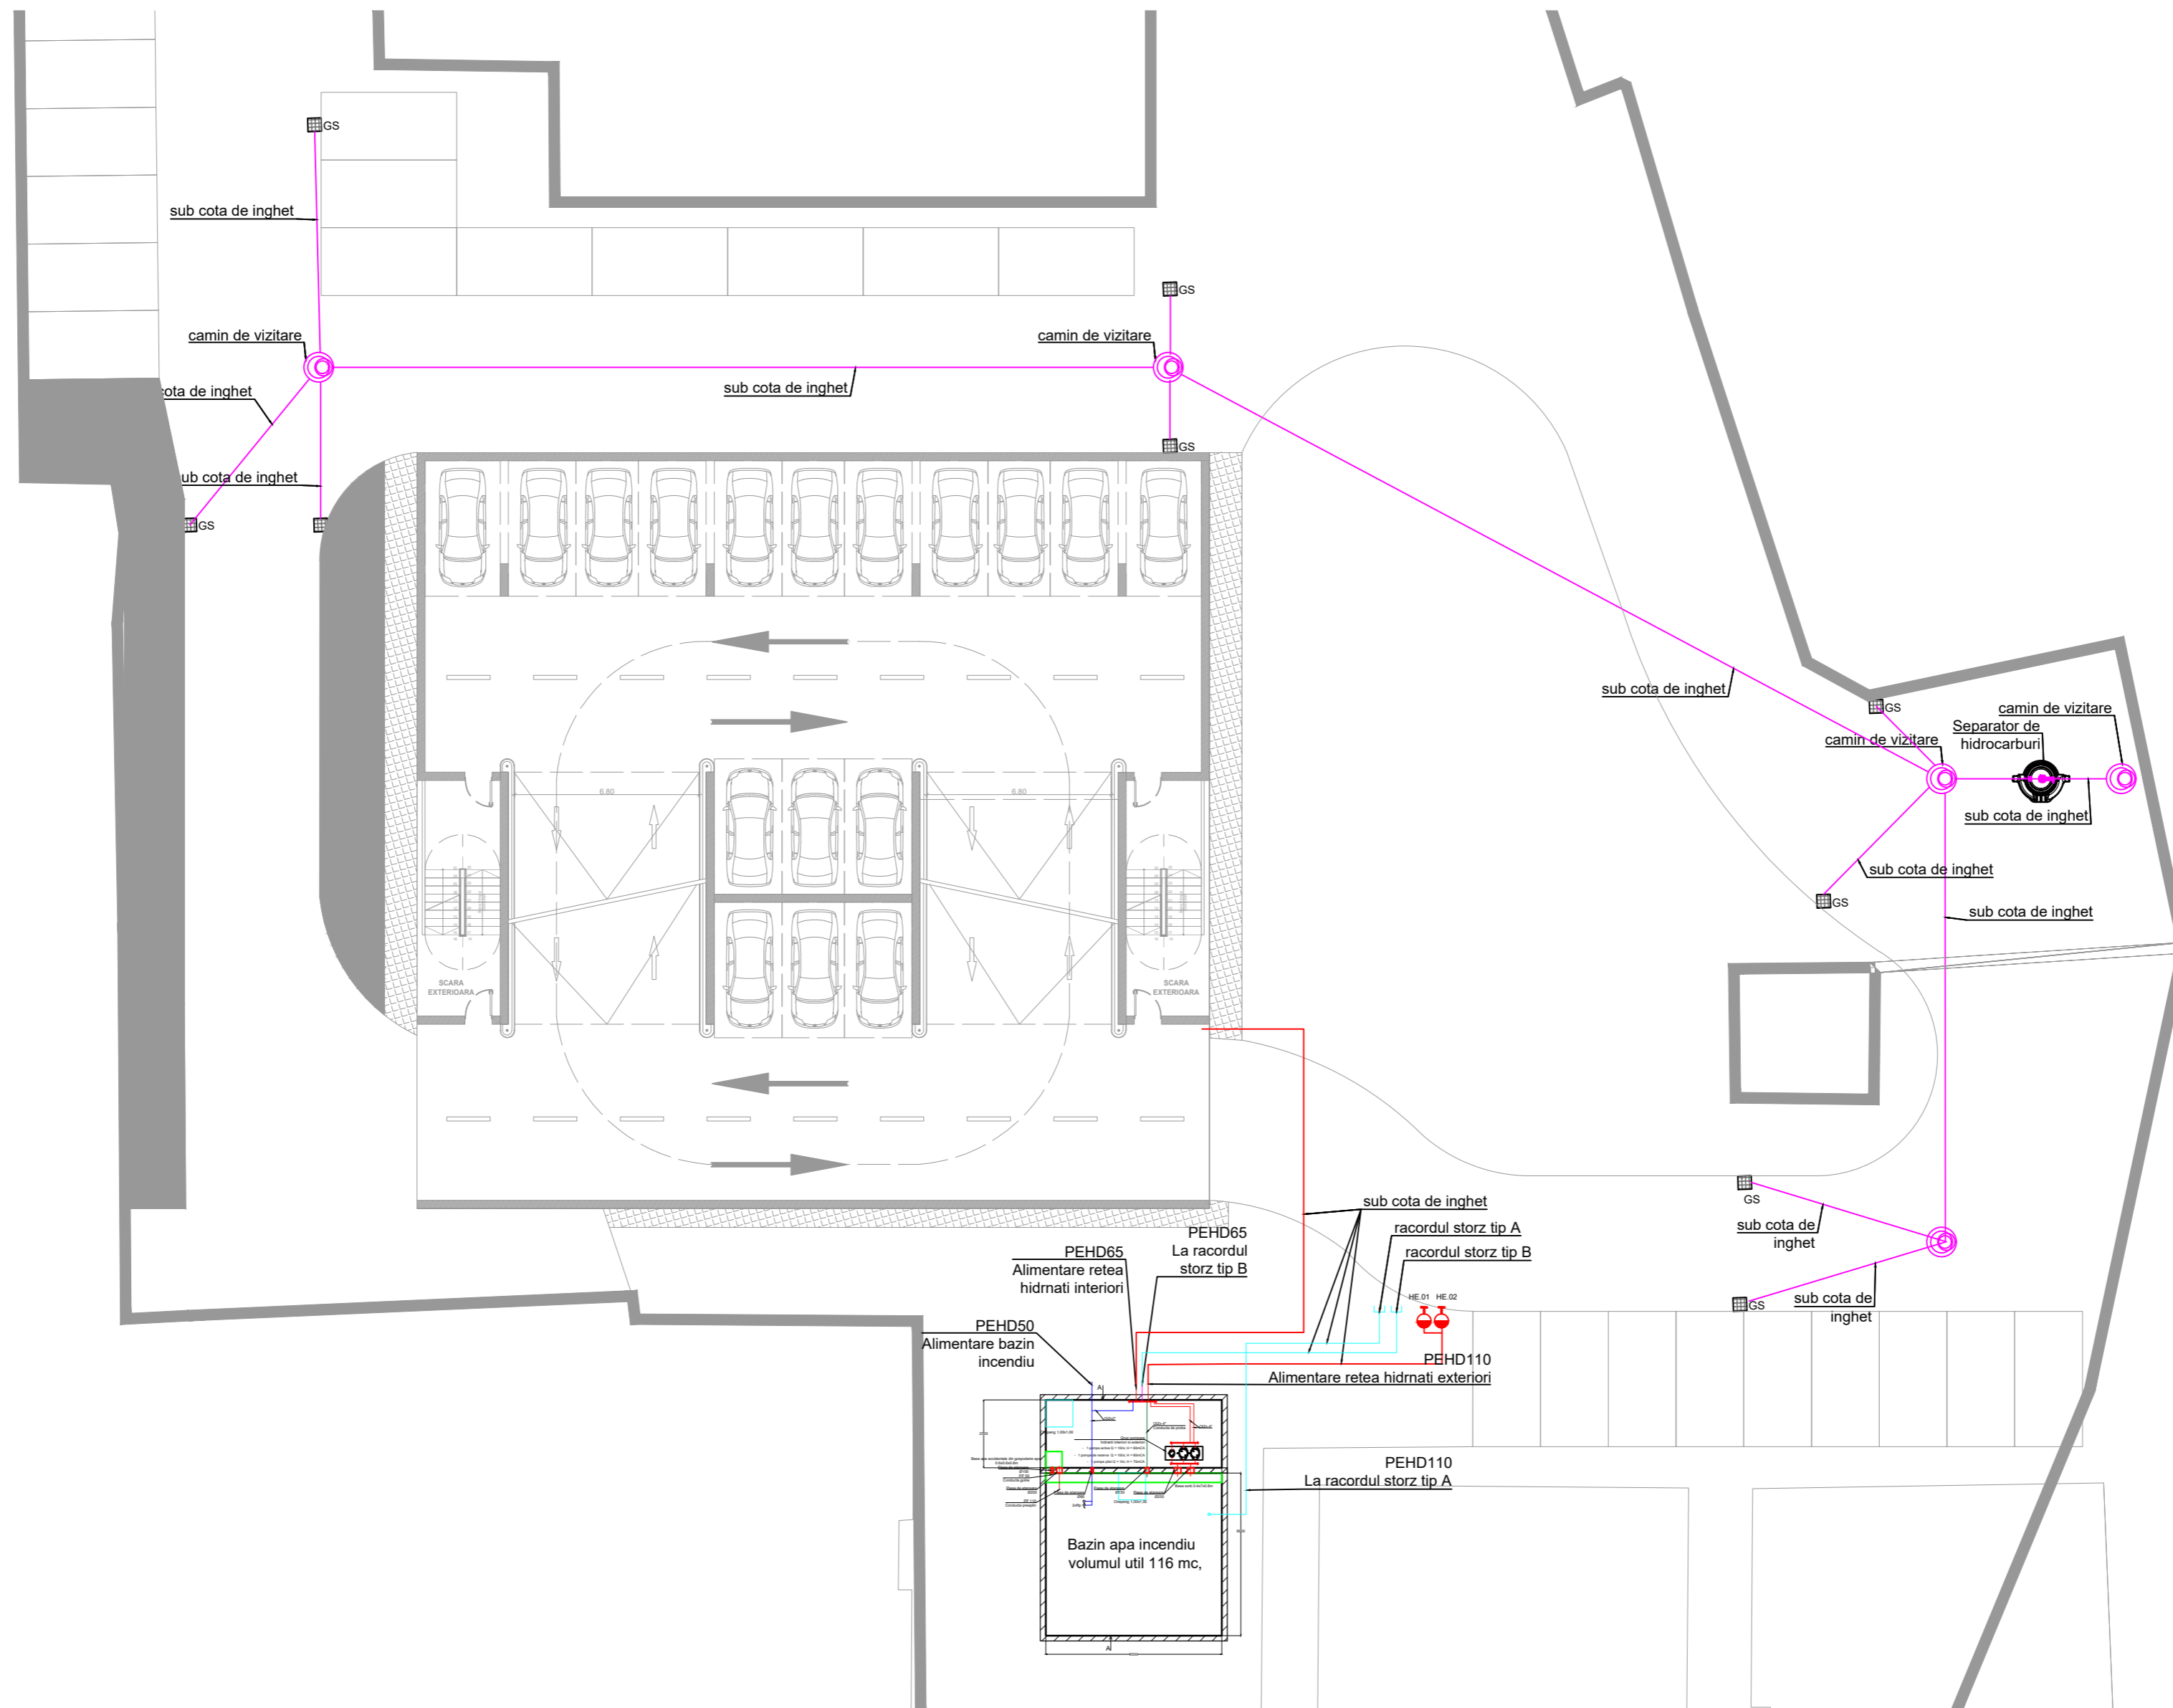 GS
sub cota de inghet
GS
camin de vizitare
camin de vizitare
sub cota de inghet
cota de inghet
GS
ub cota de inghet
GS
sub cota de inghet
GS
camin de vizitare
Separator de
hidrocarburi
camin de vizitare
6.80
6.80
sub cota de inghet
sub cota de inghet
GS
sub cota de inghet
SCARA
EXTERIOARA
SCARA
EXTERIOARA
GS
sub cota de inghet
racordul storz tip A
racordul storz tip B
sub cota de
inghet
PEHD65
La racordul
storz tip B
PEHD65
Alimentare retea
hidrnati interiori
HE.01
HE.02
GS
sub cota de
inghet
PEHD50
Alimentare bazin
incendiu
PEHD110
Alimentare retea hidrnati exteriori
A
PEHD110
La racordul storz tip A
Bazin apa incendiu
volumul util 116 mc,
A